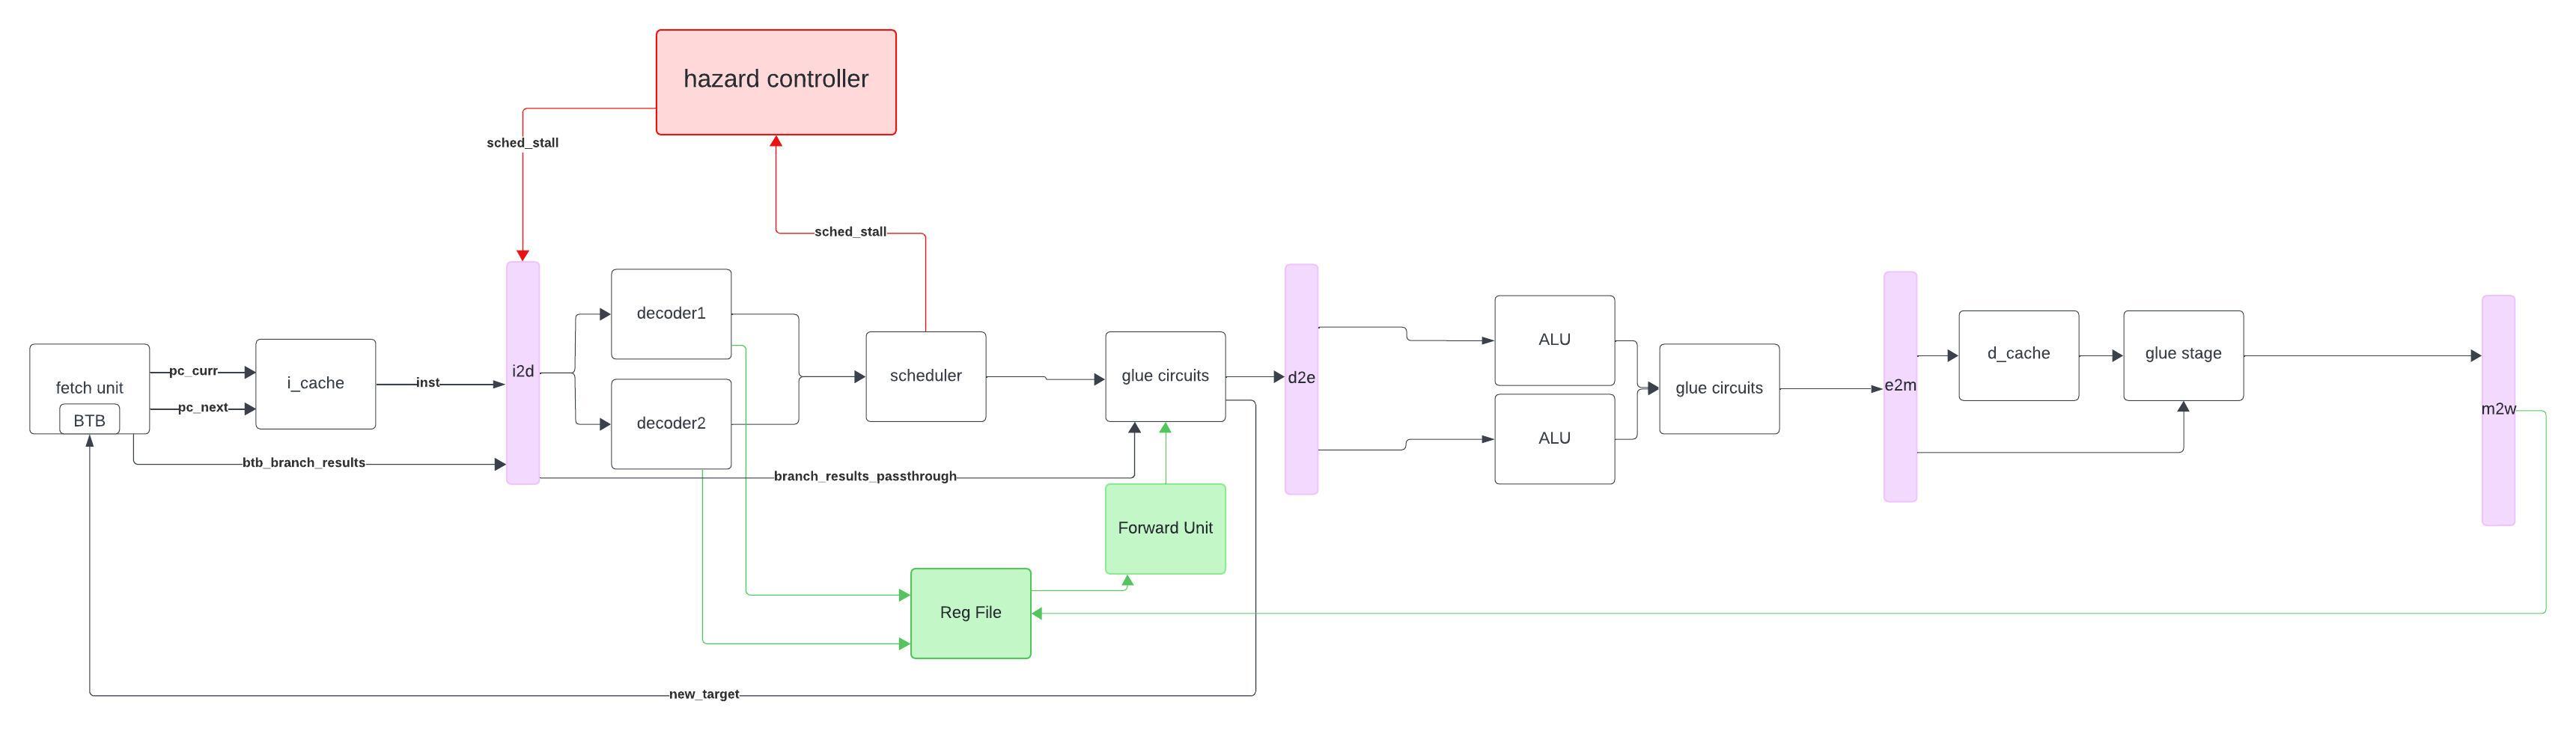 hazard controller
sched_stall
sched_stall
fetch unit
BTB
pc_curr
pc_next
i_cache
inst
btb_branch_results
i2d
decoder1
decoder2
scheduler
branch_results_passthrough
glue circuits
Forward Unit
Reg File
new_target
d2e
ALU
ALU
glue circuits
e2m
d_cache
glue stage
m2w